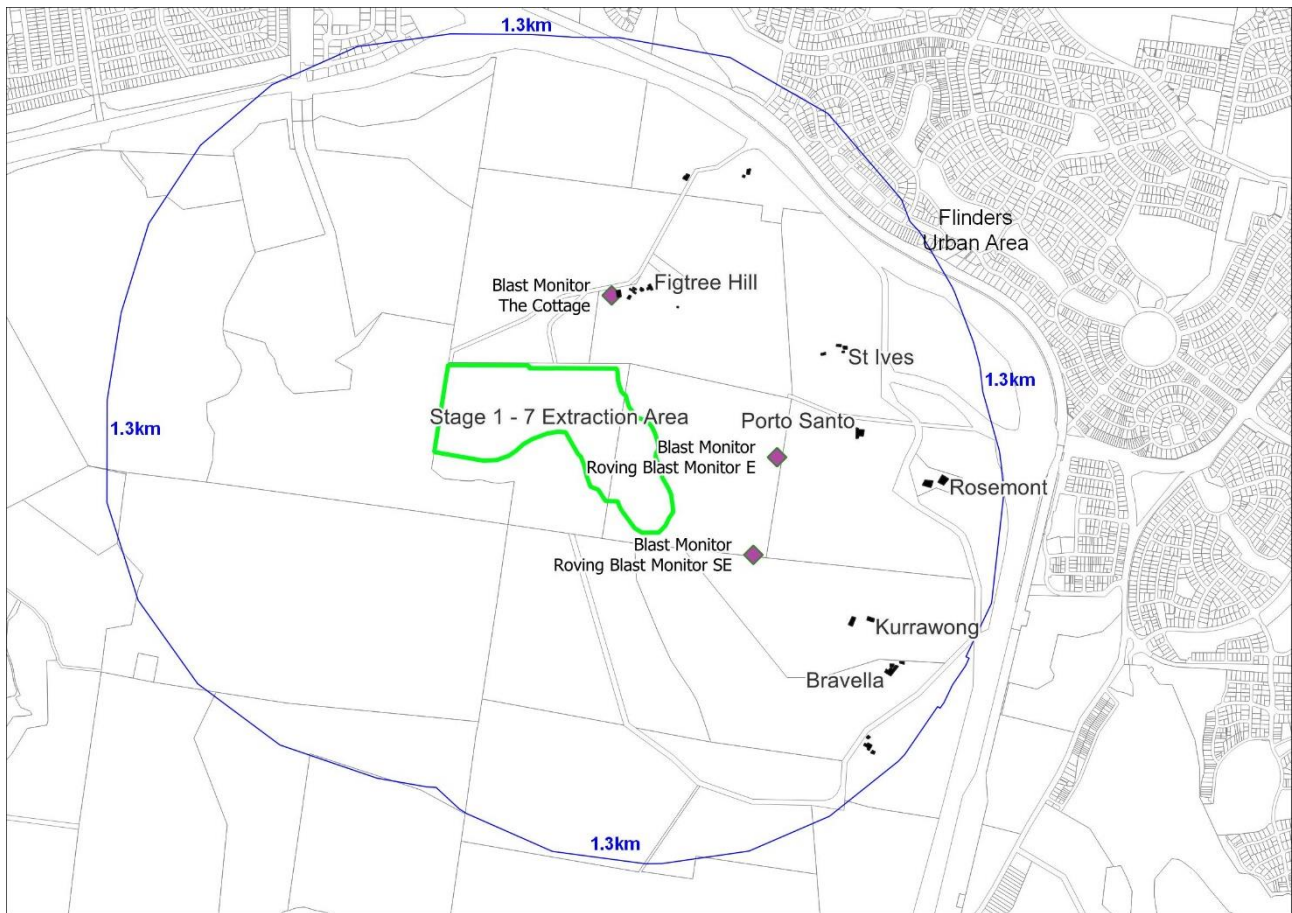 1.3km
Flinders
Urban Area
Blast Monitor
The Cottage
Figtree Hill
St Ives
1.3km
1.3km
Stage 1 - 7 Extraction Area
Porto Santo
Blast Monitor
Roving Blast Monitor E
Rosemont
Blast Monitor
Roving Blast Monitor SE
Kurrawong
Bravella
1.3km